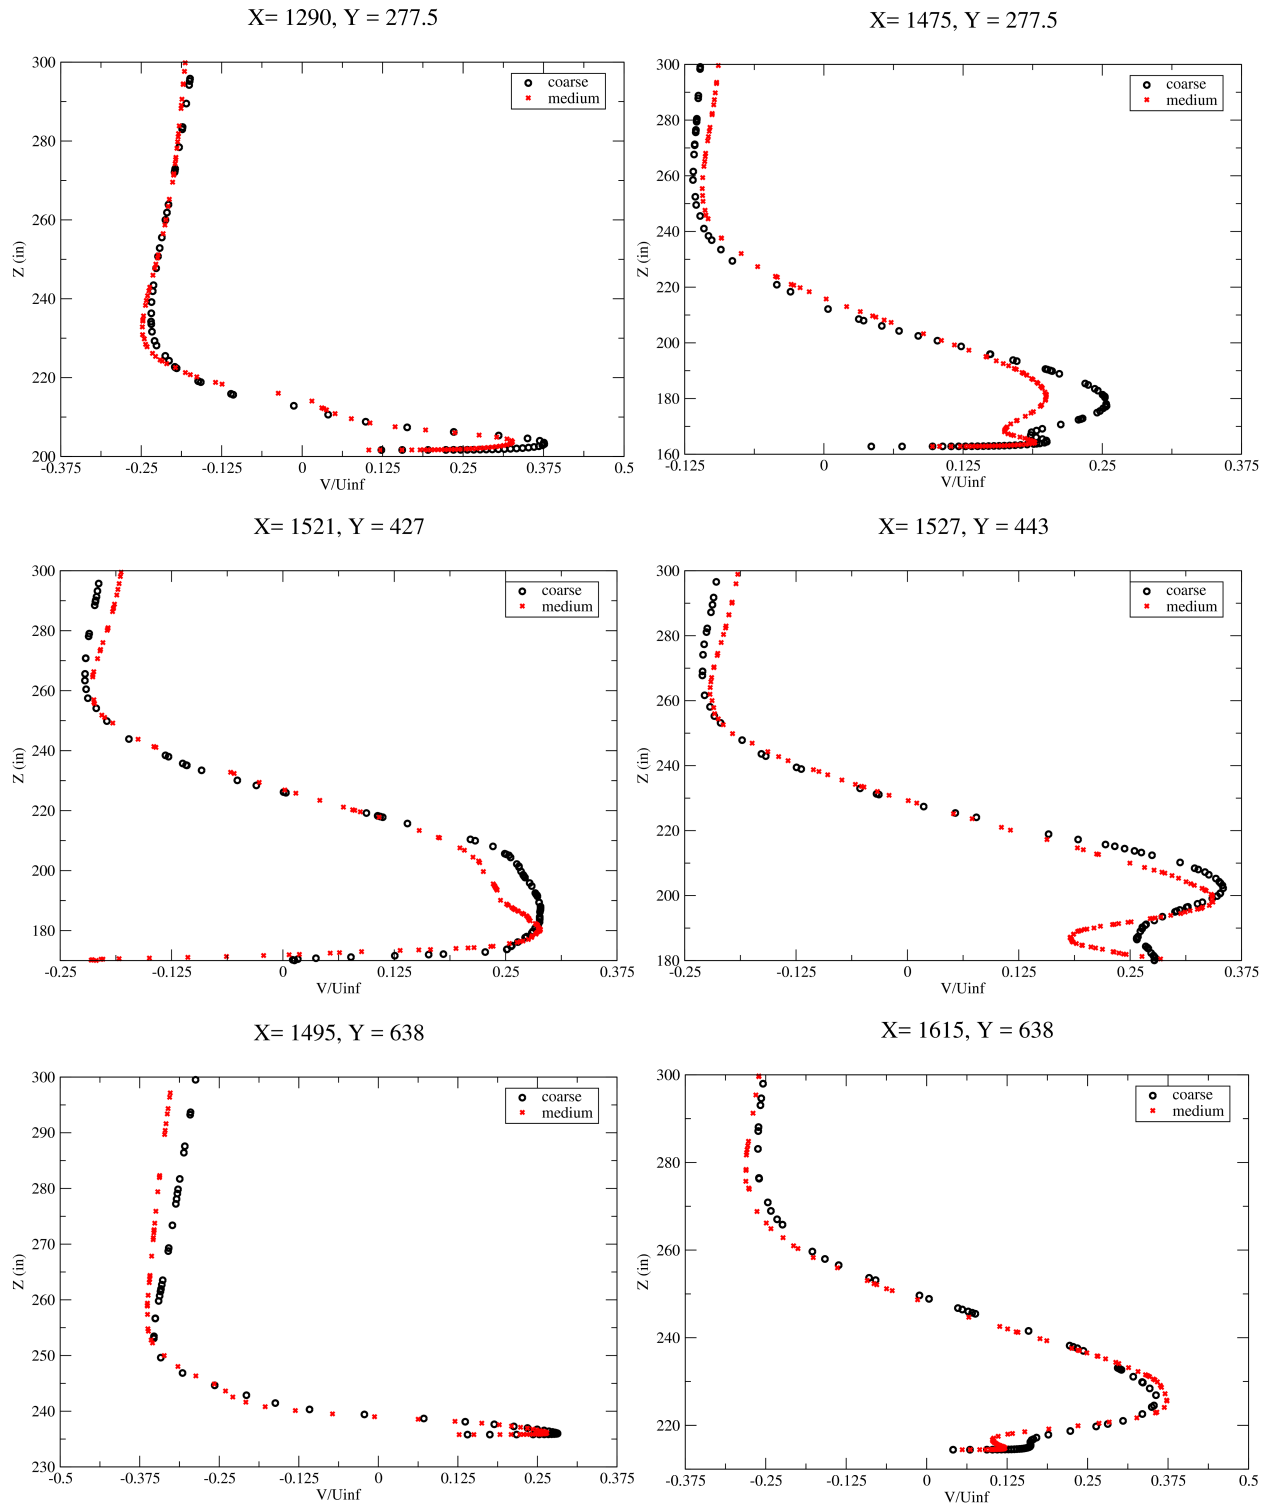 X= 1290, Y = 277.5
300
280
260
240
220
200
Z (in)
-0.375
-0.25
-0.125
0
0.125
0.25
0.375
0.5
V/Uinf
coarse
medium
X= 1475, Y = 277.5
300
280
260
240
220
200
180
160
Z (in)
-0.125
0
0.125
0.25
0.375
V/Uinf
coarse
medium
X= 1521, Y = 427
300
280
260
240
220
200
180
Z (in)
-0.25
-0.125
0
0.125
0.25
0.375
V/Uinf
coarse
medium
X= 1527, Y = 443
300
280
260
240
220
200
180
Z (in)
-0.25
-0.125
0
0.125
0.25
0.375
V/Uinf
coarse
medium
X= 1495, Y = 638
300
290
280
270
260
250
240
230
Z (in)
-0.5
-0.375
-0.25
-0.125
0
0.125
0.25
0.375
V/Uinf
coarse
medium
X= 1615, Y = 638
300
280
260
240
220
Z (in)
-0.375
-0.25
-0.125
0
0.125
0.25
0.375
0.5
V/Uinf
coarse
medium